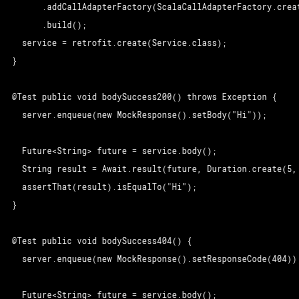 .addCallAdapterFactory(ScalaCallAdapterFactory.creat
.build();
service = retrofit.create(Service.class);
}
@Test public void bodySuccess200() throws Exception {
server.enqueue(new MockResponse().setBody("Hi"));
Future<String> future = service.body();
String result = Await.result(future, Duration.create(5,
assertThat(result).isEqualTo("Hi");
}
@Test public void bodySuccess404() {
server.enqueue(new MockResponse().setResponseCode(404))
Future<String> future = service.body();